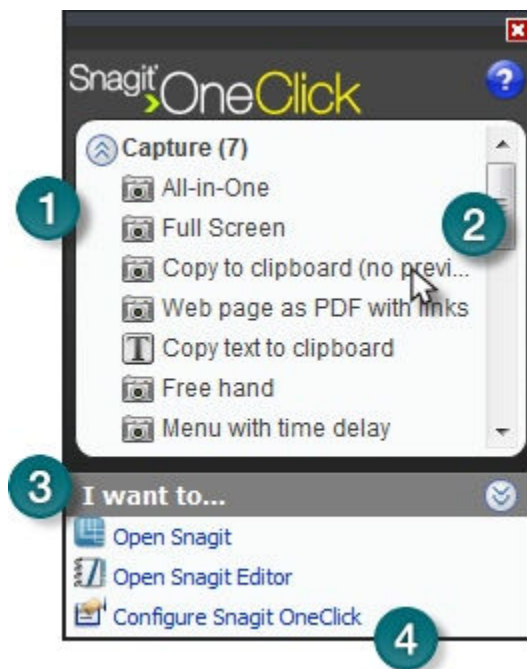 Snagit OneClick
?
Capture (7)
1
All-in-One
Full Screen
2
Copy to clipboard (no previ...
Web page as PDF with links
T Copy text to clipboard
Free hand
Menu with time delay
3
I want to...
Open Snagit
Open Snagit Editor
Configure Snagit OneClick
4